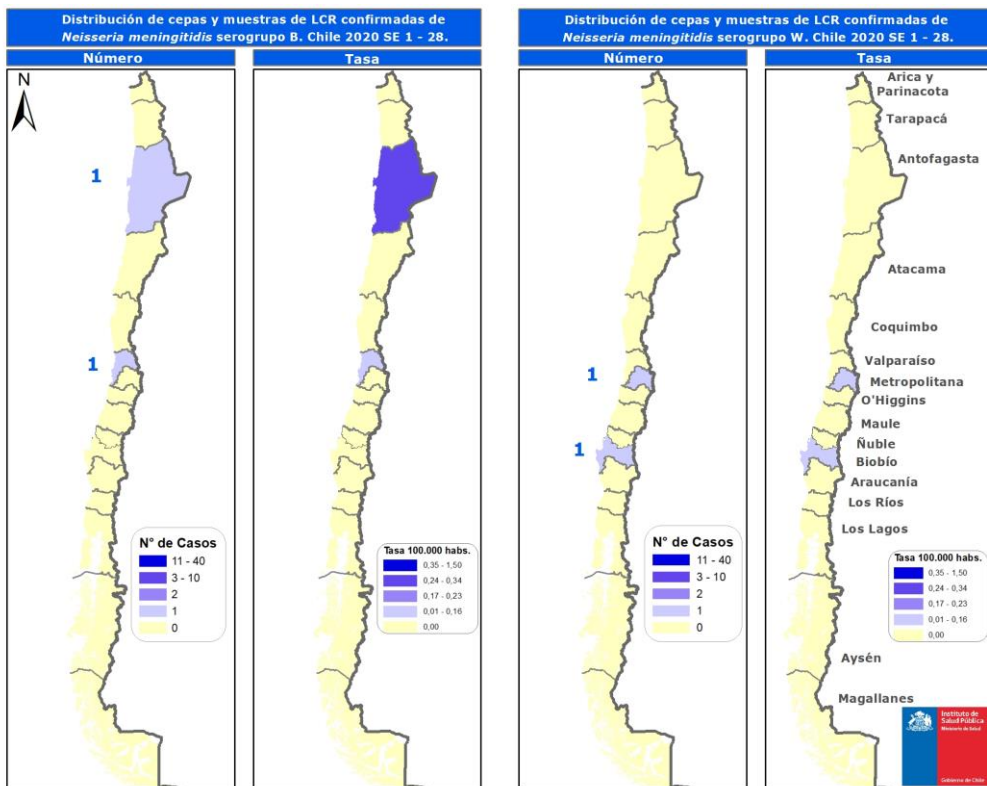 Distribución de cepas y muestras de LCR confirmadas de
Neisseria meningitidis serogrupo B. Chile 2020 SE 1 - 28.
Número
Tasa
N
1
1
N° de Casos
11 - 40
3 - 10
2
1
0
Tasa 100.000 habs.
0,35 - 1,50
0,24 - 0,34
0,17 - 0,23
0,01 - 0,16
0,00
Distribución de cepas y muestras de LCR confirmadas de
Neisseria meningitidis serogrupo W. Chile 2020 SE 1 - 28.
Número
Tasa
1
1
N° de Casos
11 - 40
3 - 10
2
1
0
Arica y
Parinacota
Tarapacá
Antofagasta
Atacama
Coquimbo
Valparaíso
Metropolitana
O'Higgins
Maule
Ñuble
Biobío
Araucanía
Los Ríos
Los Lagos
Tasa 100.000 habs.
0,35 - 1,50
0,24 - 0,34
0,17 - 0,23
0,01 - 0,16
0,00
Aysén
Magallanes
Instituto de
Salud Pública
Ministerio de Salud
Gobierno de Chile